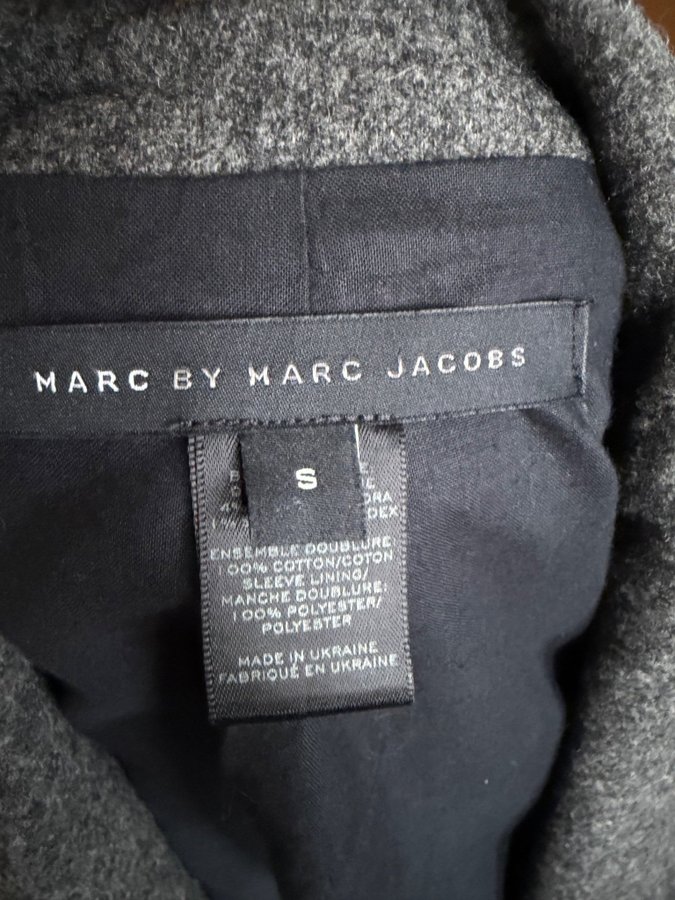 MARC BY MARC JACOBS
S
ENSEMBLE DOUBLURE:
00% COTTON/COTON
SLEEVE LINING/
MANCHE DOUBLURE:
100% POLYESTER/
POLYESTER
MADE IN UKRAINE
FABRIQUÉ EN UKRAINE